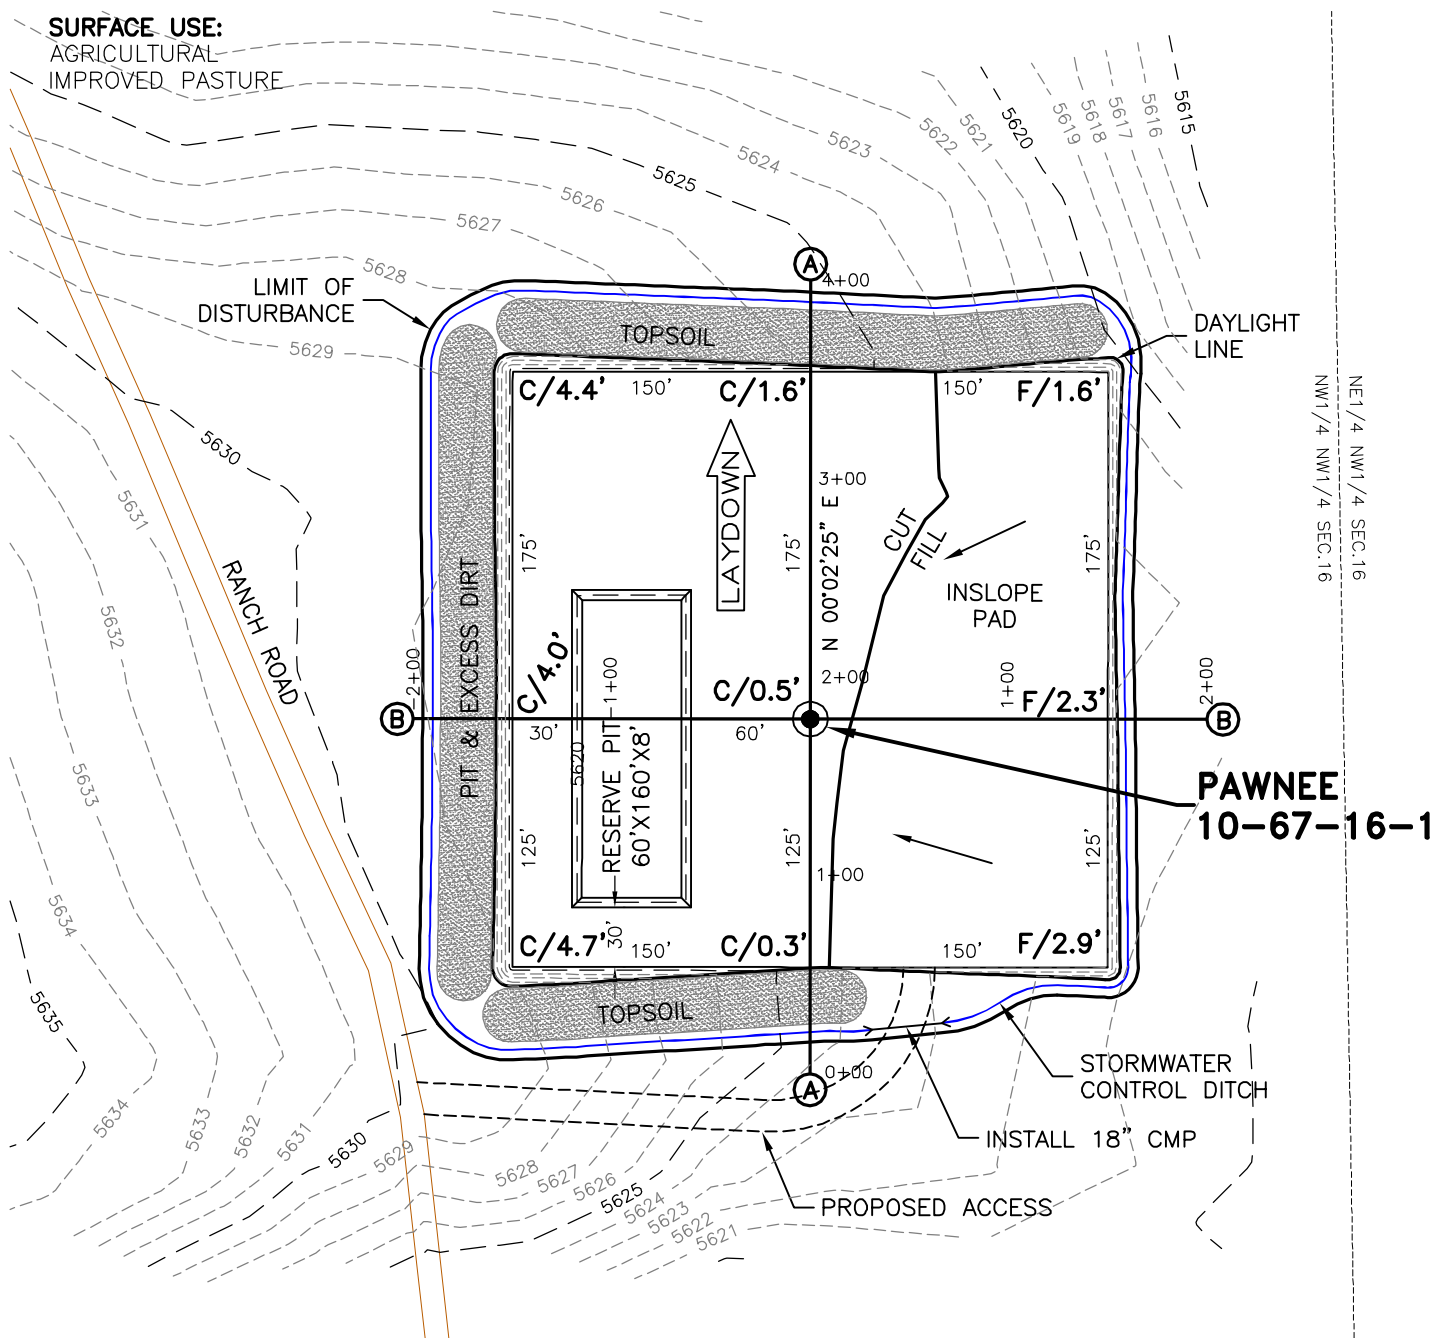 SURFACE USE:
AGRICULTURAL
IMPROVED PASTURE
5615
5616
5617
5618
5619
5620
5621
5622
5623
5624
5625
5626
5627
5628
5629
LIMIT OF
DISTURBANCE
A
4+00
TOPSOIL
DAYLIGHT
LINE
C/4.4'
150'
C/1.6'
150'
F/1.6'
NW1/4 NW1/4 SEC.16
NE1/4 NW1/4 SEC.16
5630
5631
5632
5633
5634
5635
RANCH ROAD
LAYDOWN
3+00
N 00°02'25" E
175'
175'
175'
CUT
FILL
INSLOPE
PAD
PIT & EXCESS DIRT
C/4.0'
1+00
C/0.5'
2+00
1+00
F/2.3'
2+00
2+00
B
30'
60'
B
5620
RESERVE PIT
60'X160'X8'
PAWNEE
10-67-16-1
125'
125'
125'
1+00
C/4.7'
30'
150'
C/0.3'
150'
F/2.9'
TOPSOIL
A
0+00
STORMWATER
CONTROL DITCH
INSTALL 18" CMP
PROPOSED ACCESS
5634
5633
5632
5631
5630
5629
5628
5627
5626
5625
5624
5623
5622
5621